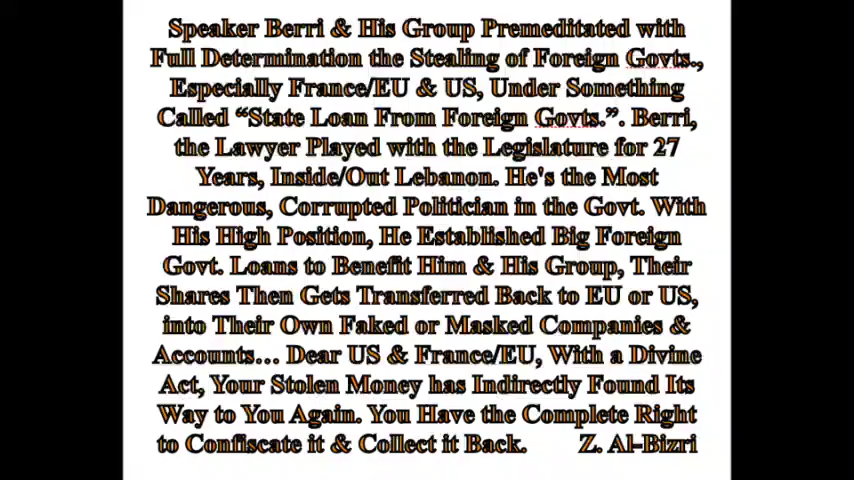 Speaker Berri & His Group Premeditated with
Full Determination the Stealing of Foreign Govts.,
Especially France/EU & US, Under Something
Called “State Loan From Foreign Govts.”. Berri,
the Lawyer Played with the Legislature for 27
Years, Inside/Out Lebanon. He's the Most
Dangerous, Corrupted Politician in the Govt. With
His High Position, He Established Big Foreign
Govt. Loans to Benefit Him & His Group, Their
Shares Then Gets Transferred Back to EU or US,
into Their Own Faked or Masked Companies &
Accounts… Dear US & France/EU, With a Divine
Act, Your Stolen Money has Indirectly Found Its
Way to You Again. You Have the Complete Right
to Confiscate it & Collect it Back. Z. Al-Bizri